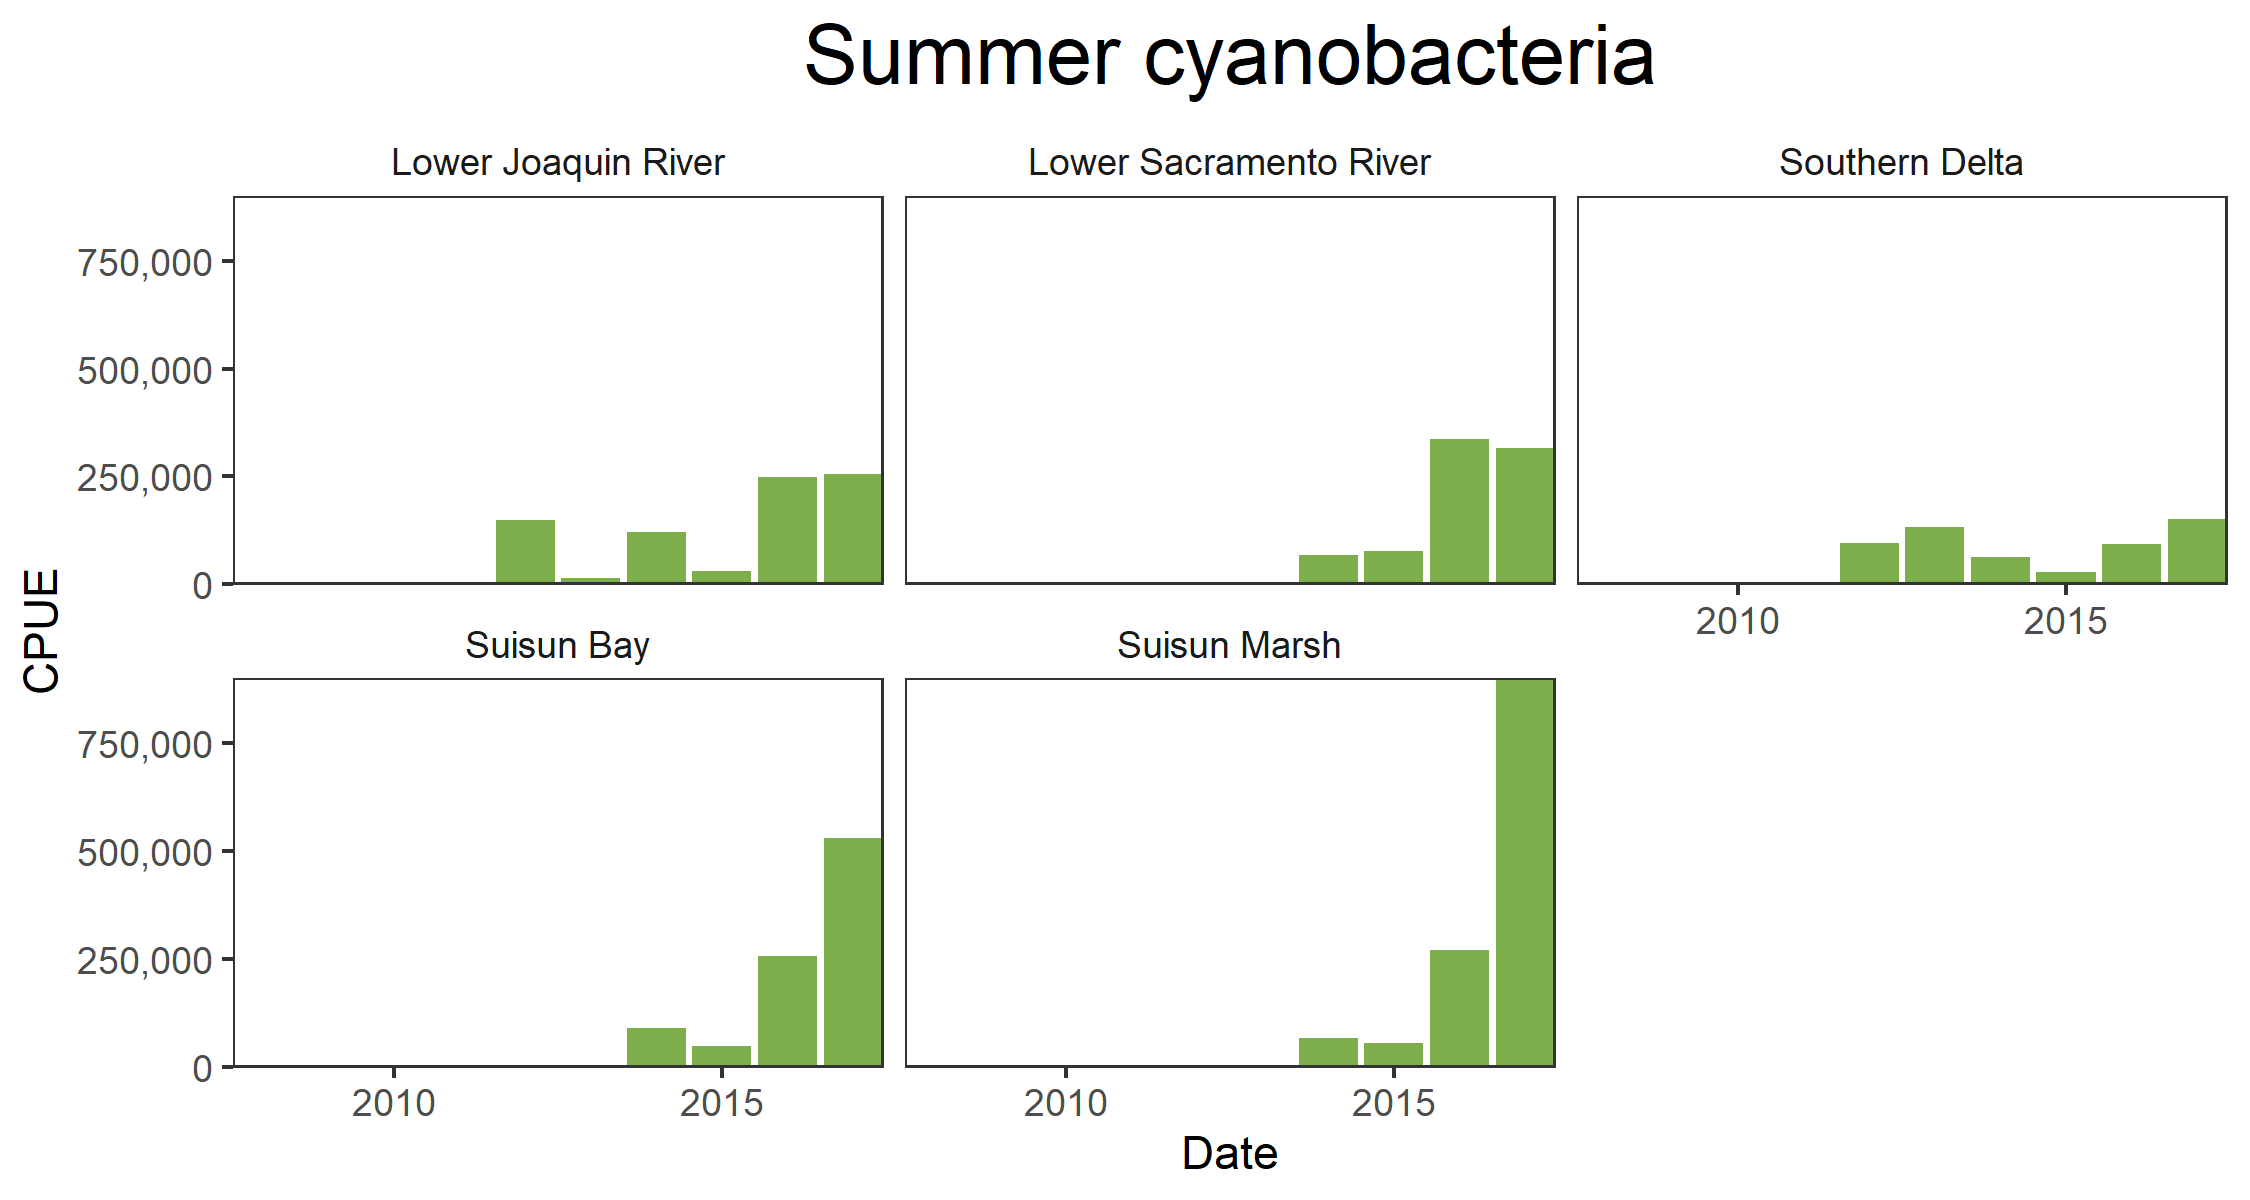 Summer cyanobacteria
Lower Joaquin River
Lower Sacramento River
Southern Delta
750,000
500,000
250,000
0
2010
2015
CPUE
Suisun Bay
Suisun Marsh
750,000
500,000
250,000
0
2010
2015
2010
2015
Date